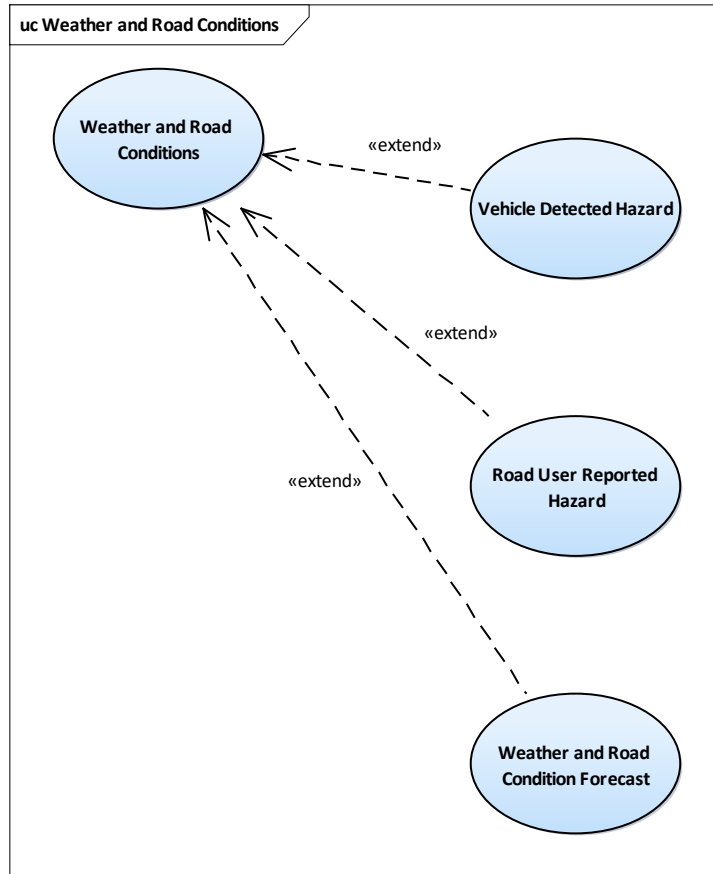 uc Weather and Road Conditions
Weather and Road
Conditions
«extend»
Vehicle Detected Hazard
«extend»
Road User Reported
Hazard
«extend»
Weather and Road
Condition Forecast